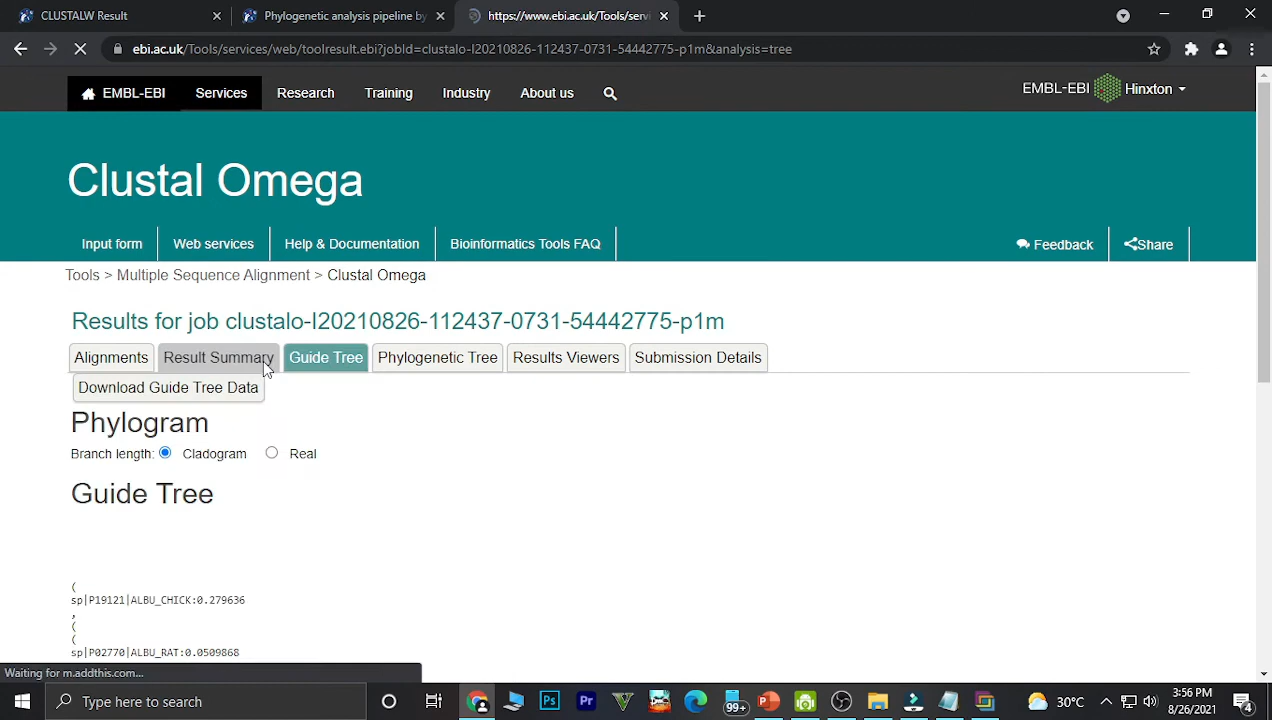 CLUSTALW Result
Phylogenetic analysis pipeline by
https://www.ebi.ac.uk/Tools/serv
ebi.ac.uk/Tools/services/web/toolresult.ebi?jobId=clustalo-I20210826-112437-0731-54442775-p1m&analysis=tree
EMBL-EBI Services Research Training Industry About us
EMBL-EBI Hinxton
Clustal Omega
Input form Web services Help & Documentation Bioinformatics Tools FAQ Feedback Share
Tools > Multiple Sequence Alignment > Clustal Omega
Results for job clustalo-I20210826-112437-0731-54442775-p1m
Alignments Result Summary Guide Tree Phylogenetic Tree Results Viewers Submission Details
Download Guide Tree Data
Phylogram
Branch length: Cladogram Real
Guide Tree
(
sp|P19121|ALBU_CHICK:0.279636
,
(
(
sp|P02770|ALBU_RAT:0.0509868
Waiting for m.addthis.com...
Type here to search
Ps
Pr
99+
30°C
3:56 PM
8/26/2021
4